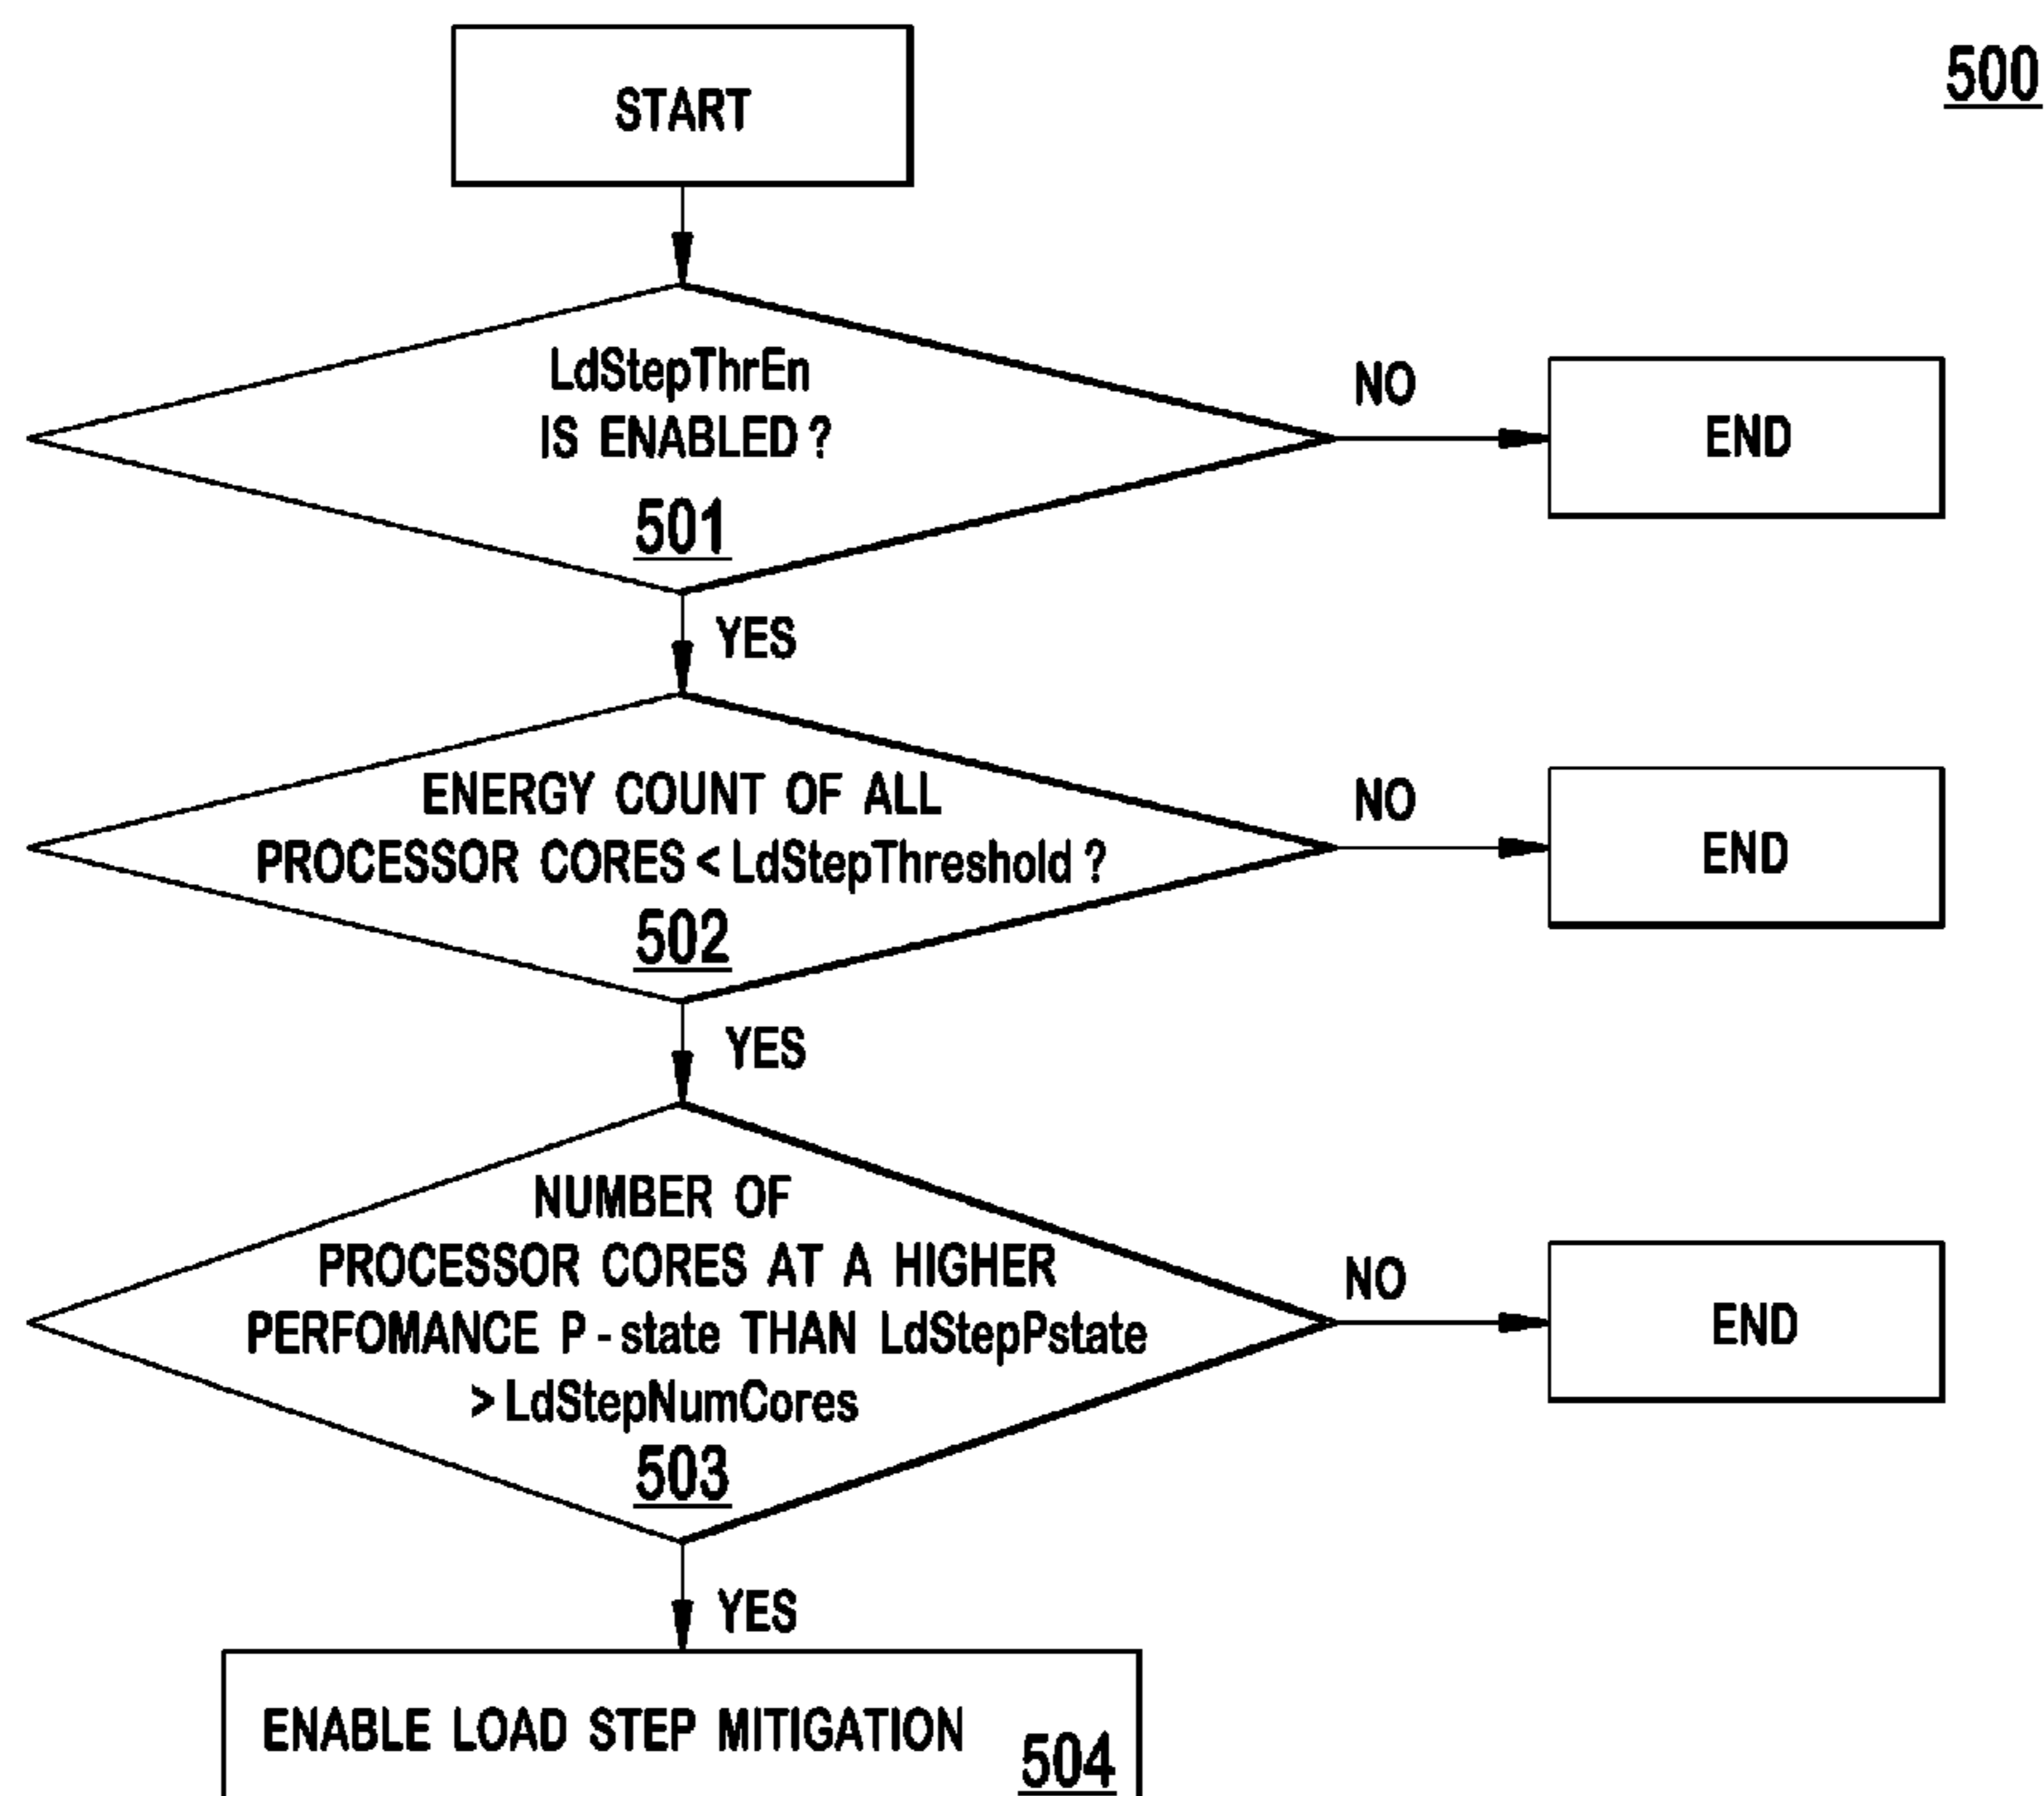 500
START
LdStepThrEn
IS ENABLED ?
501
NO
END
YES
ENERGY COUNT OF ALL
PROCESSOR CORES < LdStepThreshold ?
502
NO
END
YES
NUMBER OF
PROCESSOR CORES AT A HIGHER
PERFOMANCE P - state THAN LdStepPstate
> LdStepNumCores
503
NO
END
YES
ENABLE LOAD STEP MITIGATION
504